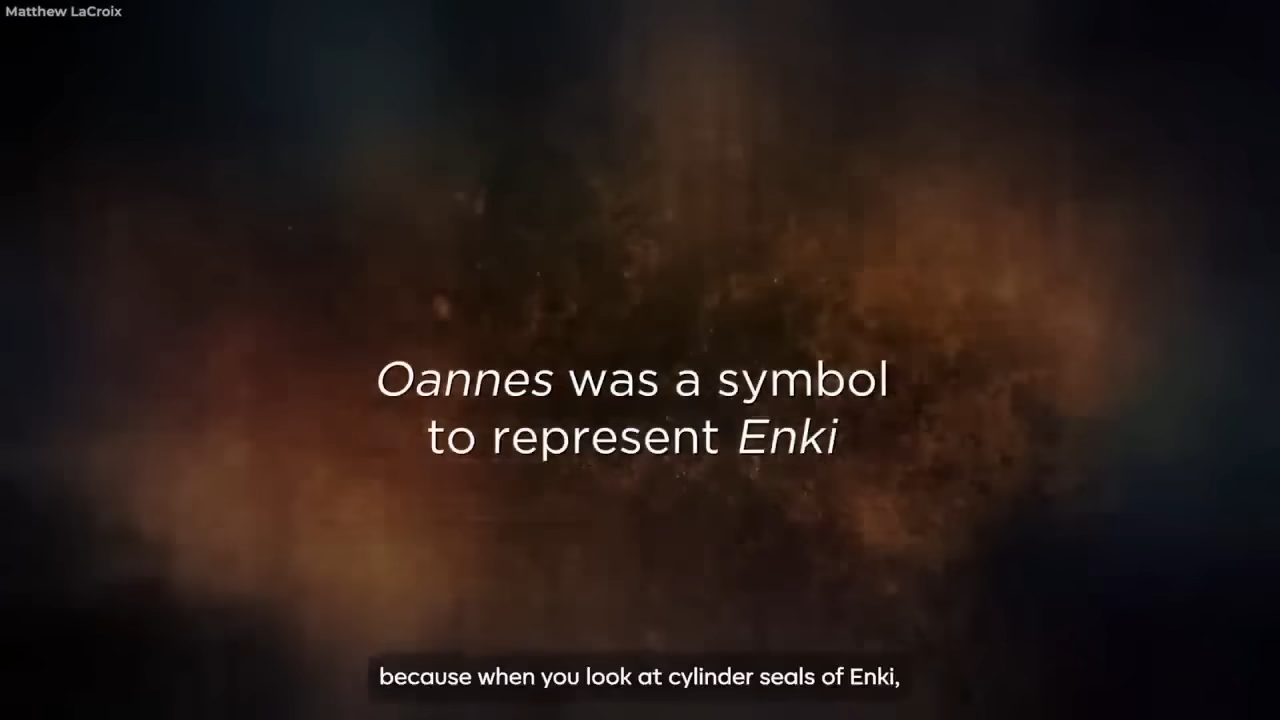 Matthew LaCroix
Oannes was a symbol
to represent Enki
because when you look at cylinder seals of Enki,